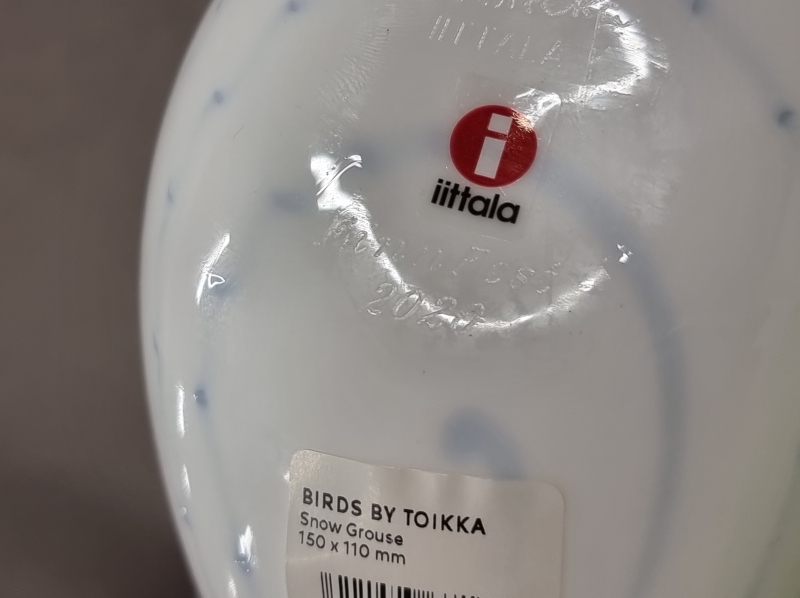 IITTALA
i
iittala
BIRDS BY TOIKKA
Snow Grouse
150 x 110 mm